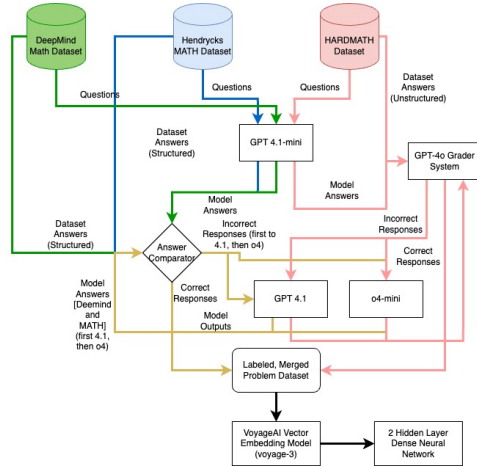 DeepMind
Math Dataset
Hendrycks
MATH Dataset
HARDMATH
Dataset
Questions
Questions
Questions
Dataset
Answers
(Unstructured)
Dataset
Answers
(Structured)
GPT 4.1-mini
GPT-4o Grader
System
Model
Answers
Model
Answers
Dataset
Answers
(Structured)
Incorrect
Responses (first to
4.1, then o4)
Incorrect
Responses
Answer
Comparator
Correct
Responses
Model
Answers
[Deemind
and
MATH]
(first 4.1,
then o4)
Correct
Responses
GPT 4.1
o4-mini
Model
Outputs
Labeled, Merged
Problem Dataset
VoyageAI Vector
Embedding Model
(voyage-3)
2 Hidden Layer
Dense Neural
Network